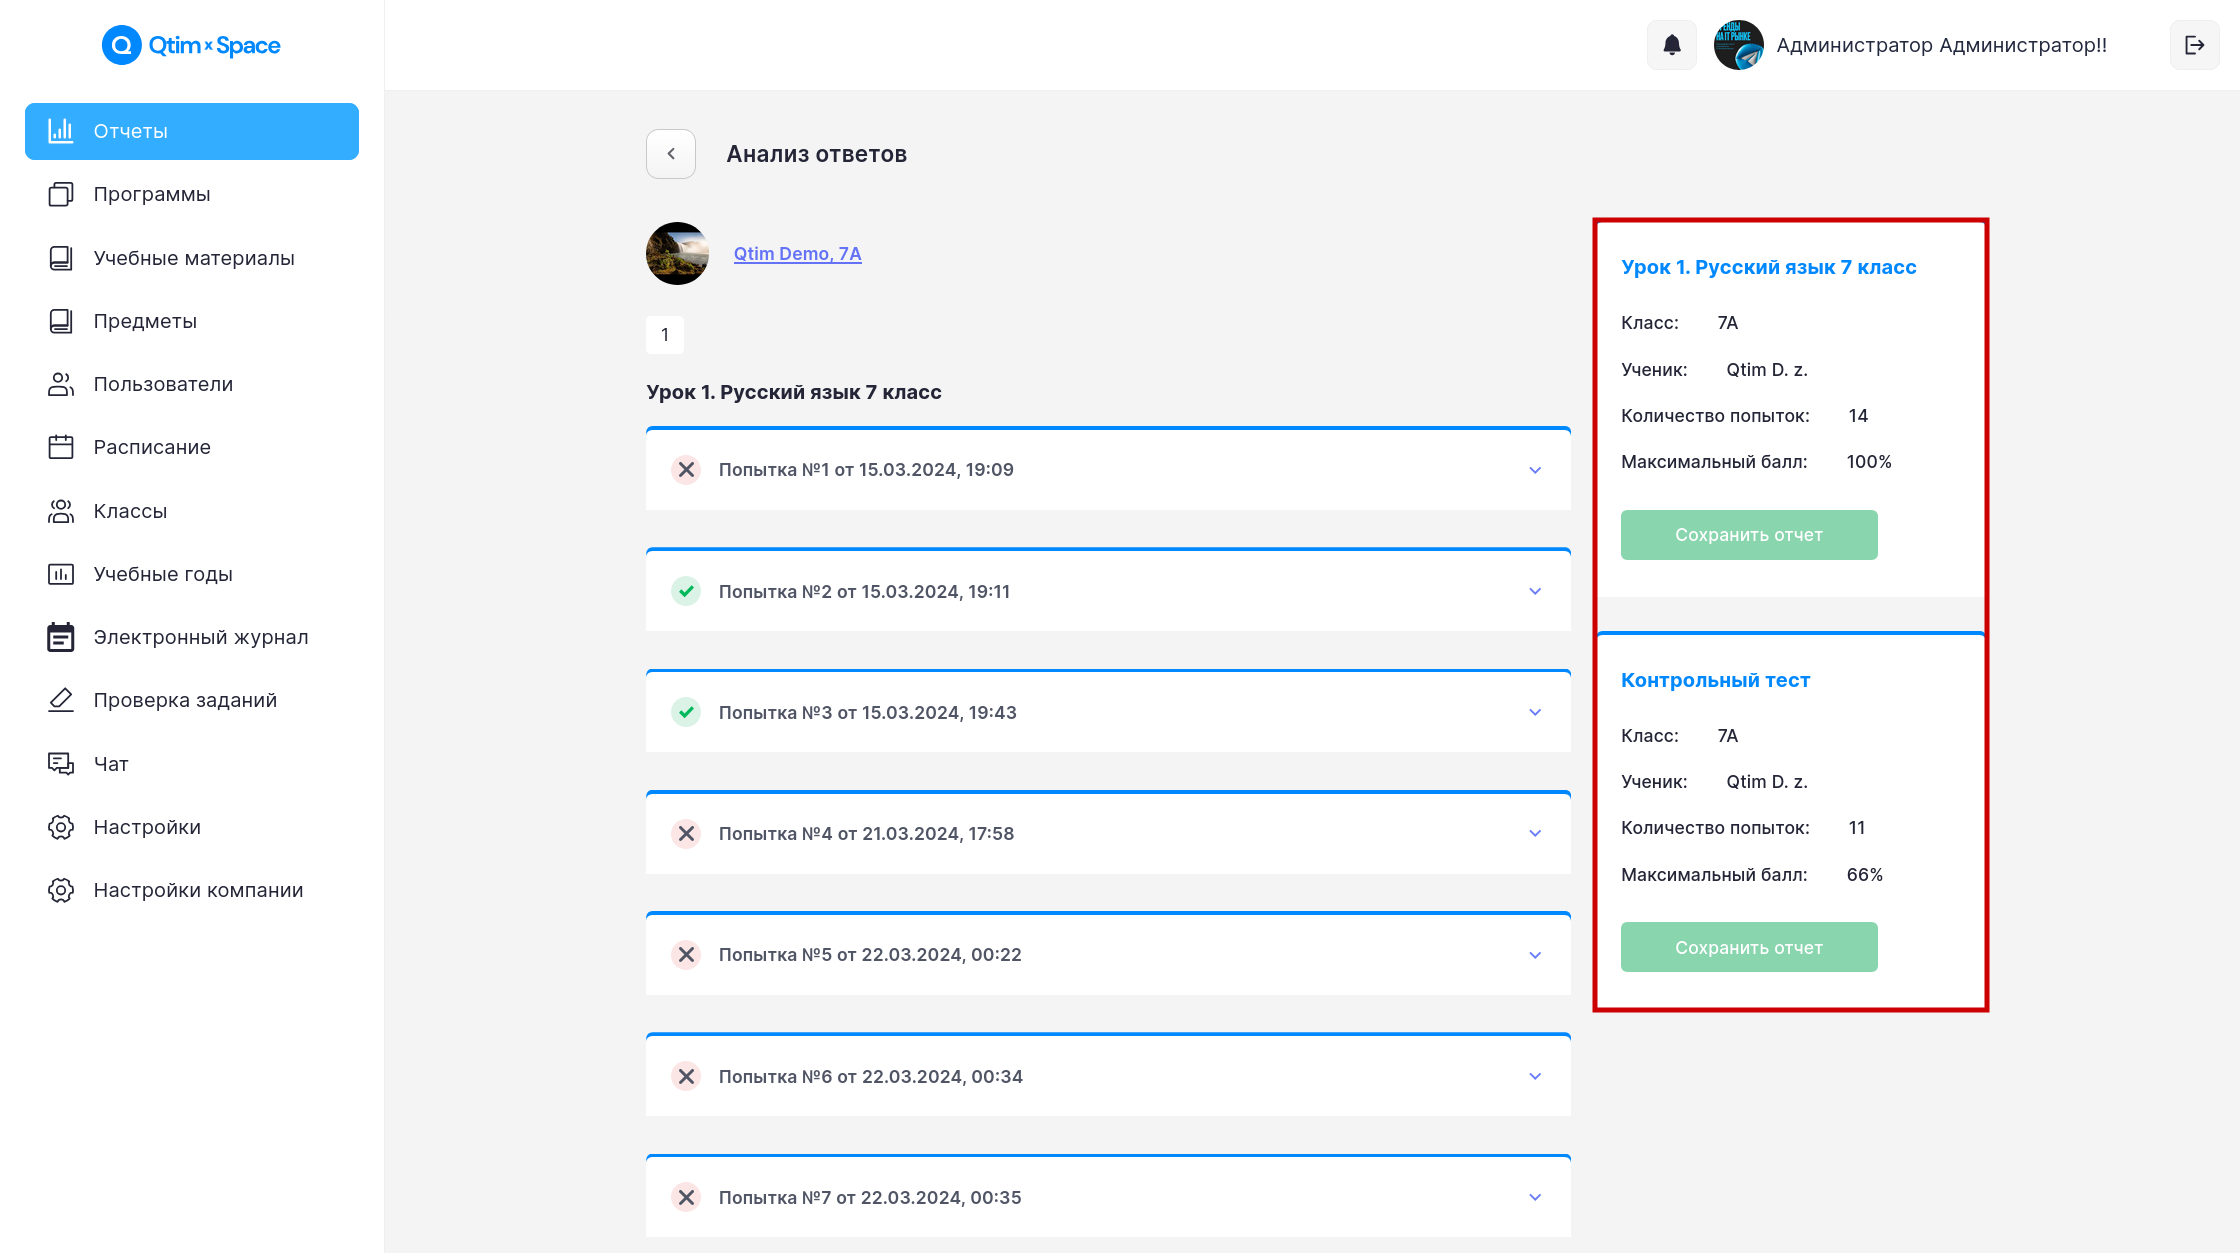 Qtim x Space
Администратор Администратор!!
Отчеты
Программы
Учебные материалы
Предметы
Пользователи
Расписание
Классы
Учебные годы
Электронный журнал
Проверка заданий
Чат
Настройки
Настройки компании
Анализ ответов
Qtim Demo, 7А
1
Урок 1. Русский язык 7 класс
Попытка №1 от 15.03.2024, 19:09
Попытка №2 от 15.03.2024, 19:11
Попытка №3 от 15.03.2024, 19:43
Попытка №4 от 21.03.2024, 17:58
Попытка №5 от 22.03.2024, 00:22
Попытка №6 от 22.03.2024, 00:34
Попытка №7 от 22.03.2024, 00:35
Урок 1. Русский язык 7 класс
Класс: 7А
Ученик: Qtim D. z.
Количество попыток: 14
Максимальный балл: 100%
Сохранить отчет
Контрольный тест
Класс: 7А
Ученик: Qtim D. z.
Количество попыток: 11
Максимальный балл: 66%
Сохранить отчет